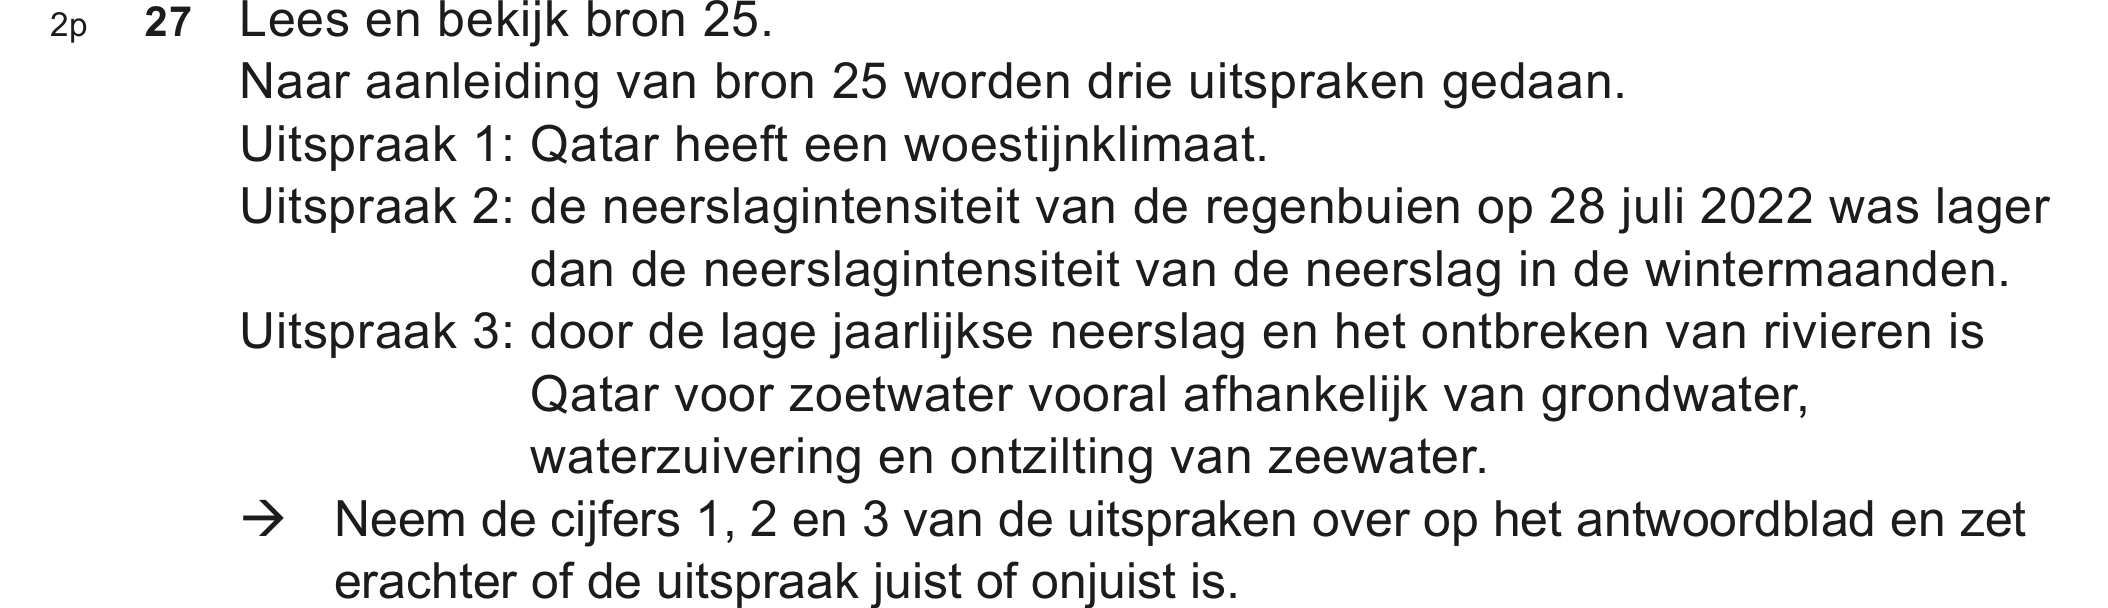 2p 27 Lees en bekijk bron 25.
Naar aanleiding van bron 25 worden drie uitspraken gedaan.
Uitspraak 1: Qatar heeft een woestijnklimaat.
Uitspraak 2: de neerslagintensiteit van de regenbuien op 28 juli 2022 was lager
dan de neerslagintensiteit van de neerslag in de wintermaanden.
Uitspraak 3: door de lage jaarlijkse neerslag en het ontbreken van rivieren is
Qatar voor zoetwater vooral afhankelijk van grondwater,
waterzuivering en ontzilting van zeewater.
→ Neem de cijfers 1, 2 en 3 van de uitspraken over op het antwoordblad en zet
erachter of de uitspraak juist of onjuist is.